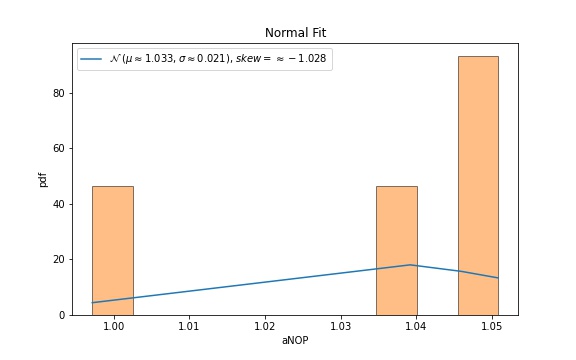 Normal Fit
𝒩(μ ≈ 1.033, σ ≈ 0.021), skew = ≈ −1.028
80
60
40
20
0
pdf
1.00 1.01 1.02 1.03 1.04 1.05
aNOP